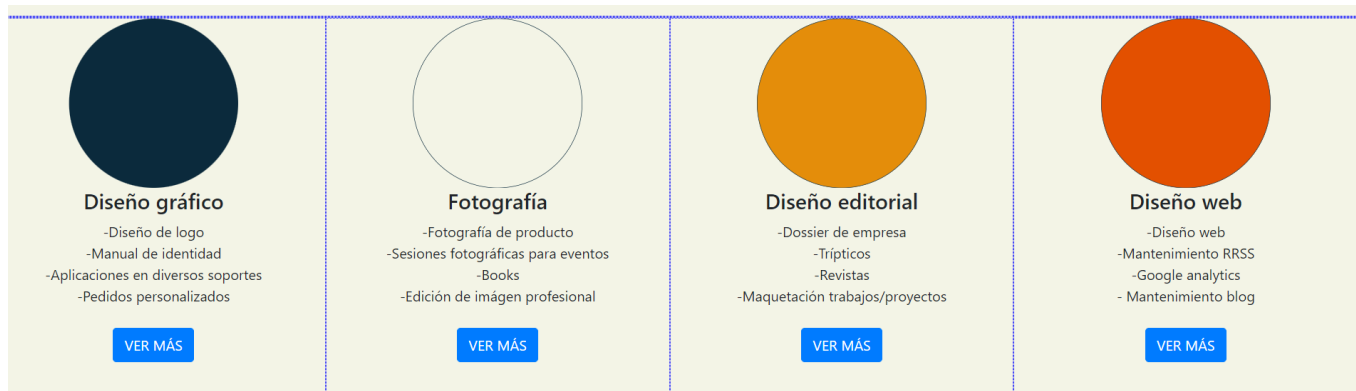 Diseño gráfico
-Diseño de logo
-Manual de identidad
-Aplicaciones en diversos soportes
-Pedidos personalizados
VER MÁS
Fotografía
-Fotografía de producto
-Sesiones fotográficas para eventos
-Books
-Edición de imágen profesional
VER MÁS
Diseño editorial
-Dossier de empresa
-Trípticos
-Revistas
-Maquetación trabajos/proyectos
VER MÁS
Diseño web
-Diseño web
-Mantenimiento RRSS
-Google analytics
- Mantenimiento blog
VER MÁS